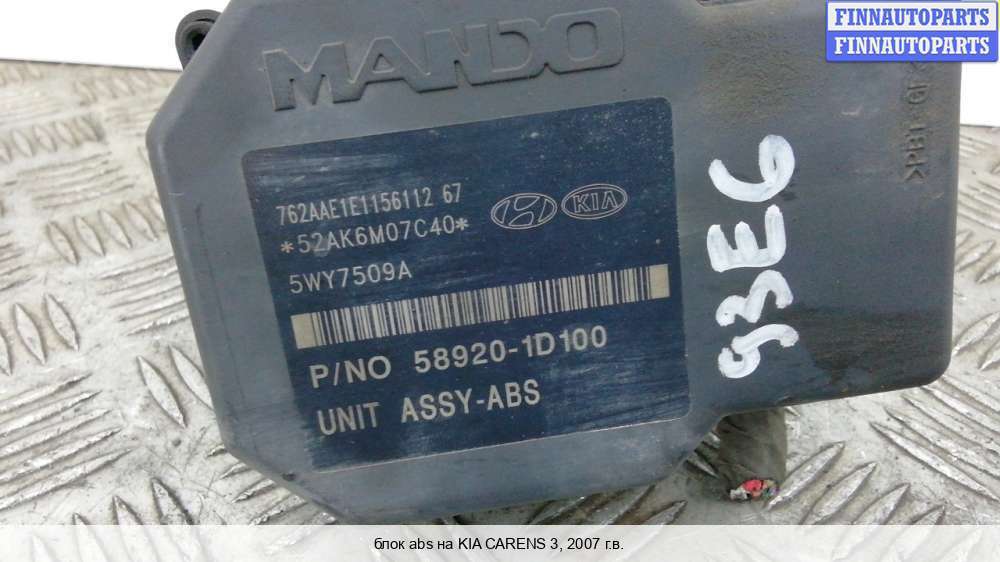 FINNAUTOPARTS
FINNAUTOPARTS
MANDO
762AAE1E1156112 67
*52AK6M07C40*
5WY7509A
KIA
P/NO 58920-1D100
UNIT ASSY-ABS
93E6
блок abs на KIA CARENS 3, 2007 г.в.